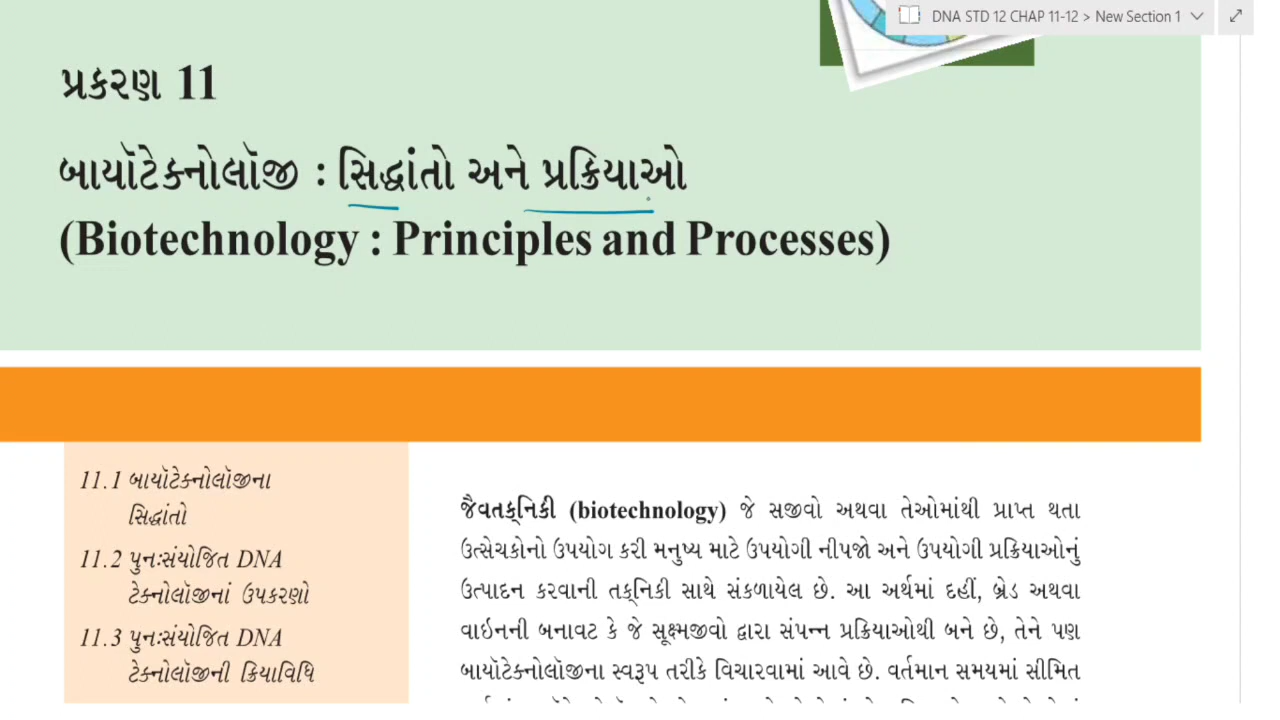 DNA STD 12 CHAP 11-12 > New Section 1
પ્રકરણ 11
બાયૉટેક્નોલૉજી : સિદ્ધાંતો અને પ્રક્રિયાઓ
(Biotechnology : Principles and Processes)
11.1 બાયૉટેક્નોલૉજીના
સિદ્ધાંતો
11.2 પુનઃસંયોજિત DNA
ટેક્નોલૉજીનાં ઉપકરણો
11.3 પુનઃસંયોજિત DNA
ટેક્નોલૉજીની ક્રિયાવિધિ
જૈવતક્નિકી (biotechnology) જે સજીવો અથવા તેઓમાંથી પ્રાપ્ત થતા
ઉત્સેચકોનો ઉપયોગ કરી મનુષ્ય માટે ઉપયોગી નીપજો અને ઉપયોગી પ્રક્રિયાઓનું
ઉત્પાદન કરવાની તક્નિકી સાથે સંકળાયેલ છે. આ અર્થમાં દહીં, બ્રેડ અથવા
વાઇનની બનાવટ કે જે સૂક્ષ્મજીવો દ્વારા સંપન્ન પ્રક્રિયાઓથી બને છે, તેને પણ
બાયૉટેક્નોલૉજીના સ્વરૂપ તરીકે વિચારવામાં આવે છે. વર્તમાન સમયમાં સીમિત